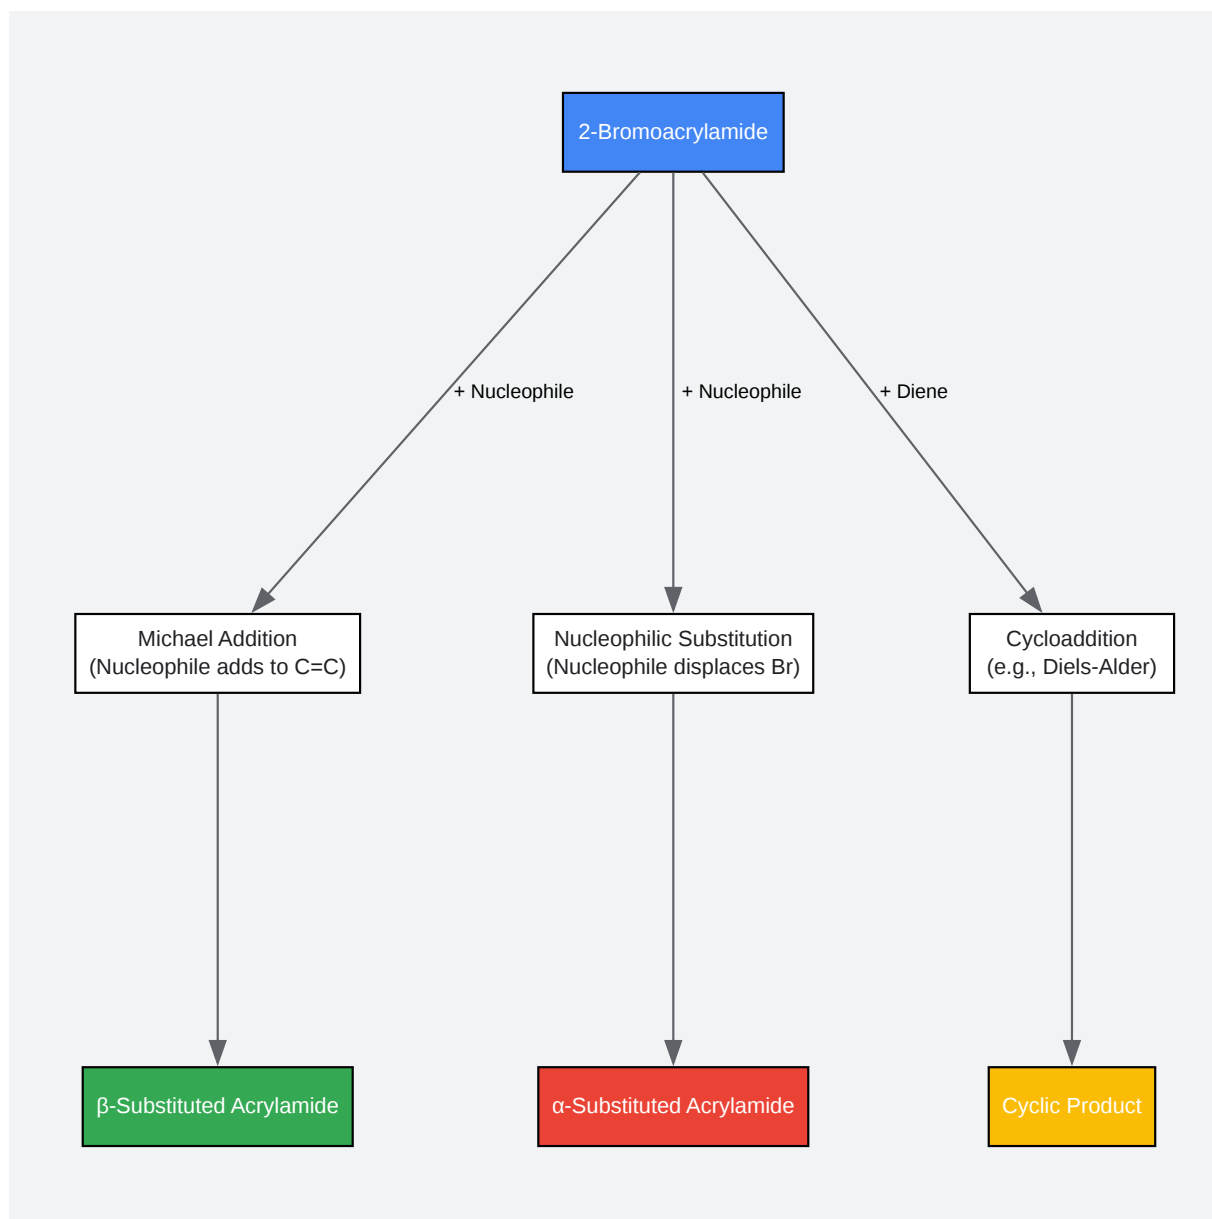 2-Bromoacrylamide
+ Nucleophile
+ Nucleophile
+ Diene
Michael Addition
(Nucleophile adds to C=C)
Nucleophilic Substitution
(Nucleophile displaces Br)
Cycloaddition
(e.g., Diels-Alder)
β-Substituted Acrylamide
α-Substituted Acrylamide
Cyclic Product